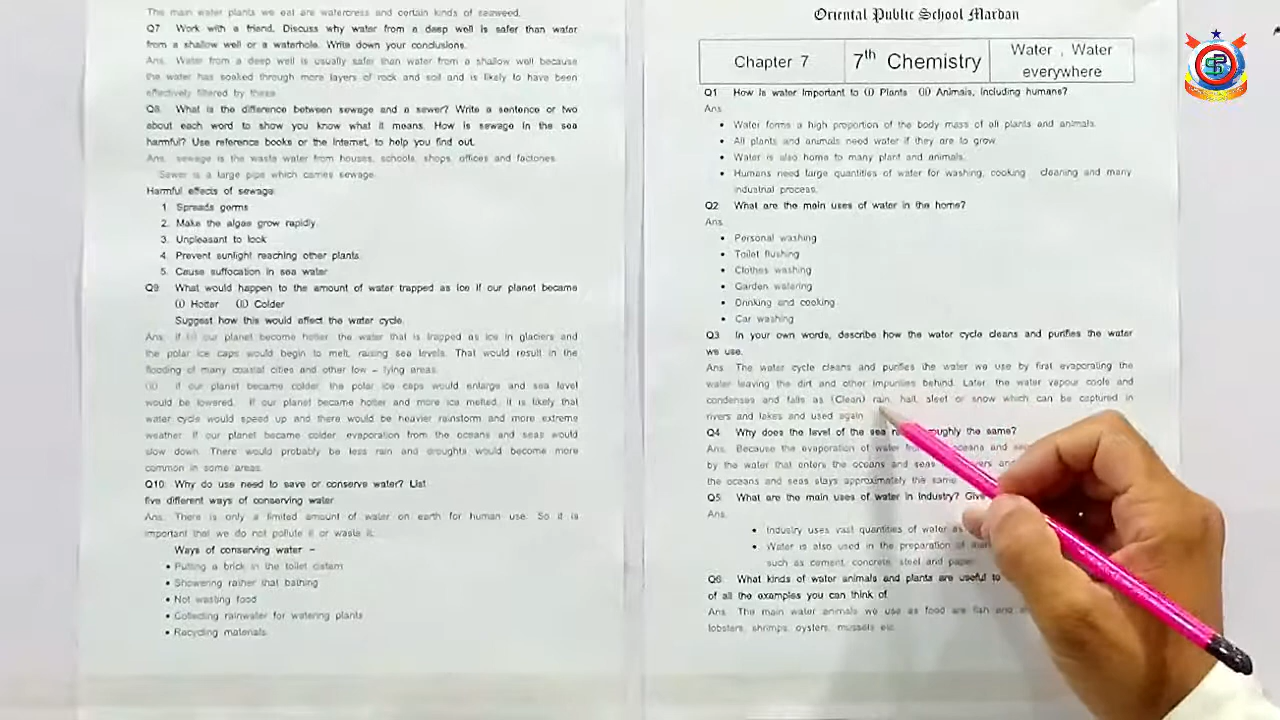 The main water plants we eat are watercress and certain kinds of seaweed.
Q7 Work with a friend. Discuss why water from a deep well is safer than water
from a shallow well or a waterhole. Write down your conclusions.
Ans. Water from a deep well is usually safer than water from a shallow well because
the water has soaked through more layers of rock and soil and is likely to have been
effectively filtered by these.
Q8. What is the difference between sewage and a sewer? Write a sentence or two
about each word to show you know what it means. How is sewage in the sea
harmful? Use reference books or the Internet, to help you find out.
Ans. sewage is the waste water from houses, schools, shops, offices and factories.
Sewer is a large pipe which carries sewage.
Harmful effects of sewage
1. Spreads germs
2. Make the algae grow rapidly
3. Unpleasant to look
4. Prevent sunlight reaching other plants.
5. Cause suffocation in sea water
Q9 What would happen to the amount of water trapped as ice if our planet became
(i) Hotter (ii) Colder
Suggest how this would affect the water cycle.
Ans. If our planet become hotter, the water that is trapped as ice in glaciers and
the polar ice caps would begin to melt, raising sea levels. That would result in the
flooding of many coastal cities and other low – lying areas.
(ii) if our planet became colder, the polar ice caps would enlarge and sea level
would be lowered. If our planet became hotter and more ice melted, it is likely that
water cycle would speed up and there would be heavier rainstorm and more extreme
weather. If our planet became colder, evaporation from the oceans and seas would
slow down. There would probably be less rain and droughts would become more
common in some areas.
Q10 Why do use need to save or conserve water? List
five different ways of conserving water
Ans. There is only a limited amount of water on earth for human use. So it is
important that we do not pollute it or waste it.
Ways of conserving water –
• Putting a brick in the toilet cistern
• Showering rather that bathing
• Not wasting food
• Collecting rainwater for watering plants
• Recycling materials
Oriental Public School Mardan
Chapter 7
7th Chemistry
Water , Water
everywhere
Q1 How is water important to (i) Plants (ii) Animals, including humans?
Ans.
• Water forms a high proportion of the body mass of all plants and animals.
• All plants and animals need water if they are to grow.
• Water is also home to many plant and animals.
• Humans need large quantities of water for washing, cooking cleaning and many
industrial process.
Q2 What are the main uses of water in the home?
Ans.
• Personal washing
• Toilet flushing
• Clothes washing
• Garden watering
• Drinking and cooking
• Car washing
Q3 In your own words, describe how the water cycle cleans and purifies the water
we use.
Ans. The water cycle cleans and purifies the water we use by first evaporating the
water leaving the dirt and other impurities behind. Later, the water vapour cools and
condenses and falls as (Clean) rain, hail, sleet or snow which can be captured in
rivers and lakes and used again
Q4 Why does the level of the sea roughly the same?
Ans. Because the evaporation of water oceans and
by the water that enters the oceans and seas and
the oceans and seas stays approximately the same
Q5 What are the main uses of water in industry?
Ans.
• Industry uses vast quantities of water
• Water is also used in the preparation of
such as cement, concrete, steel and paper
Q6 What kinds of water animals and plants are useful to
of all the examples you can think of.
Ans. The main water animals we use as food are fish and
lobsters, shrimps, oysters, mussels etc.